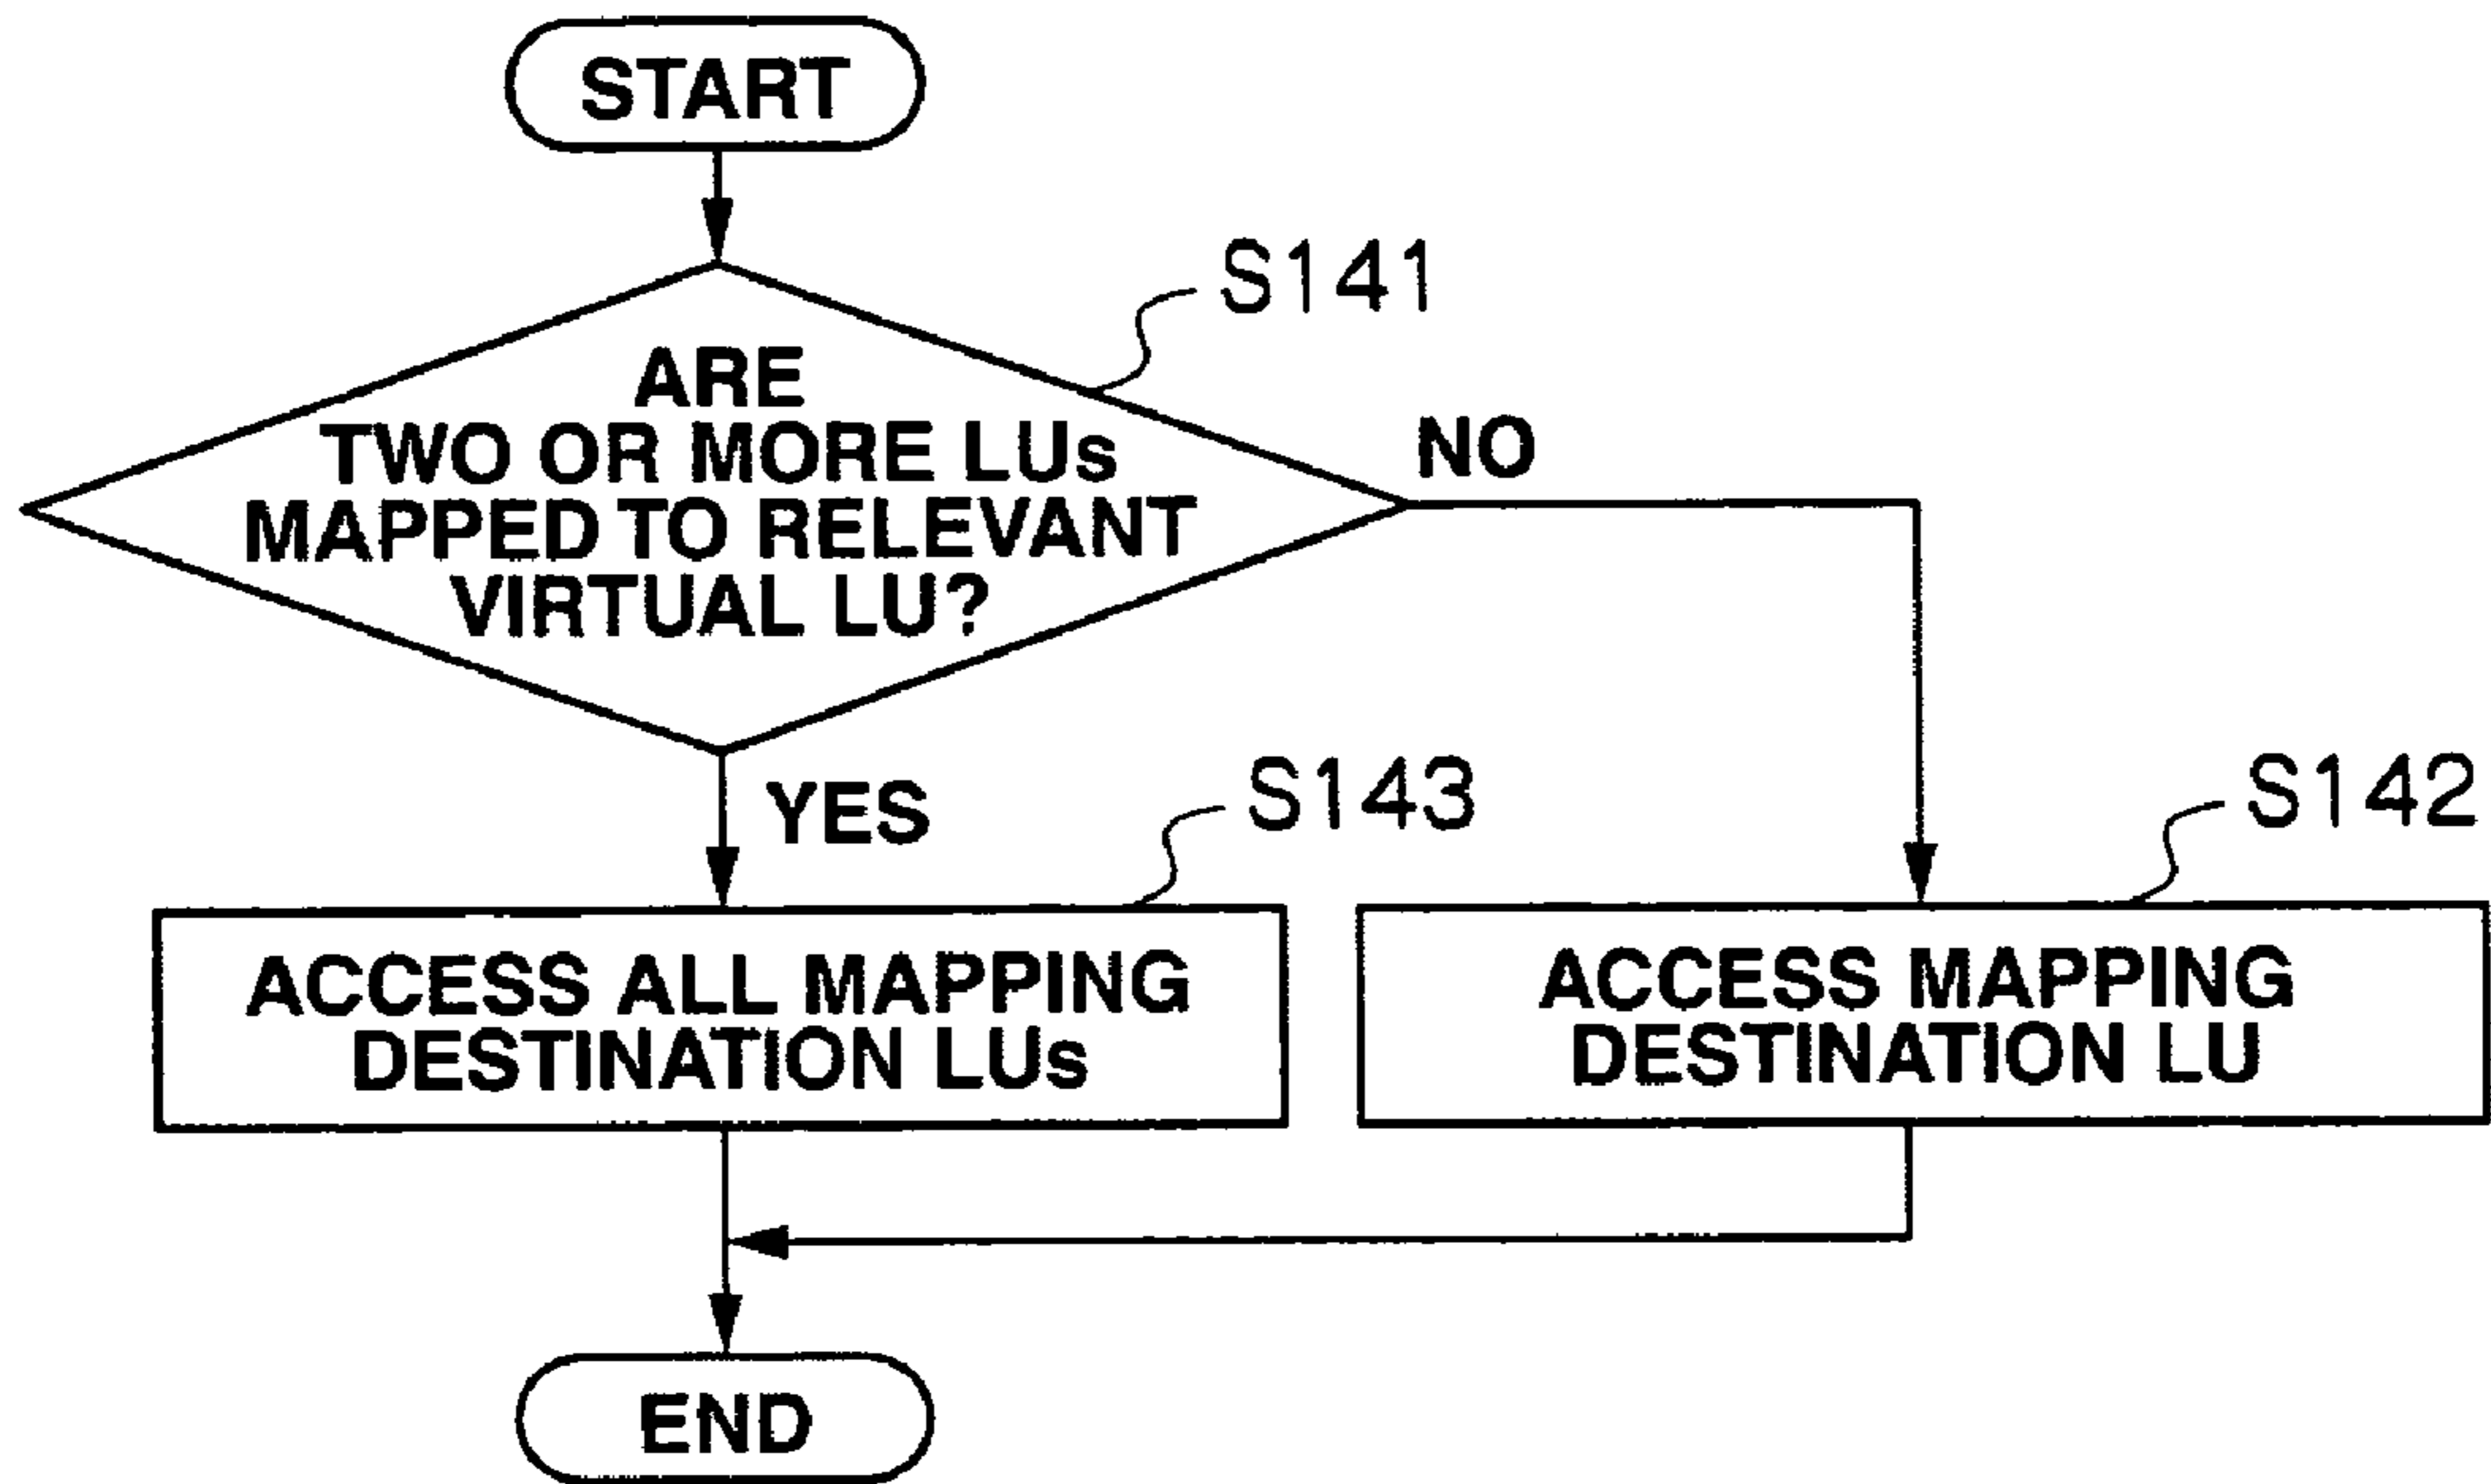 START
S141
ARE
TWO OR MORE LUs
MAPPED TO RELEVANT
VIRTUAL LU?
NO
YES
S143
S142
ACCESS ALL MAPPING
DESTINATION LUs
ACCESS MAPPING
DESTINATION LU
END